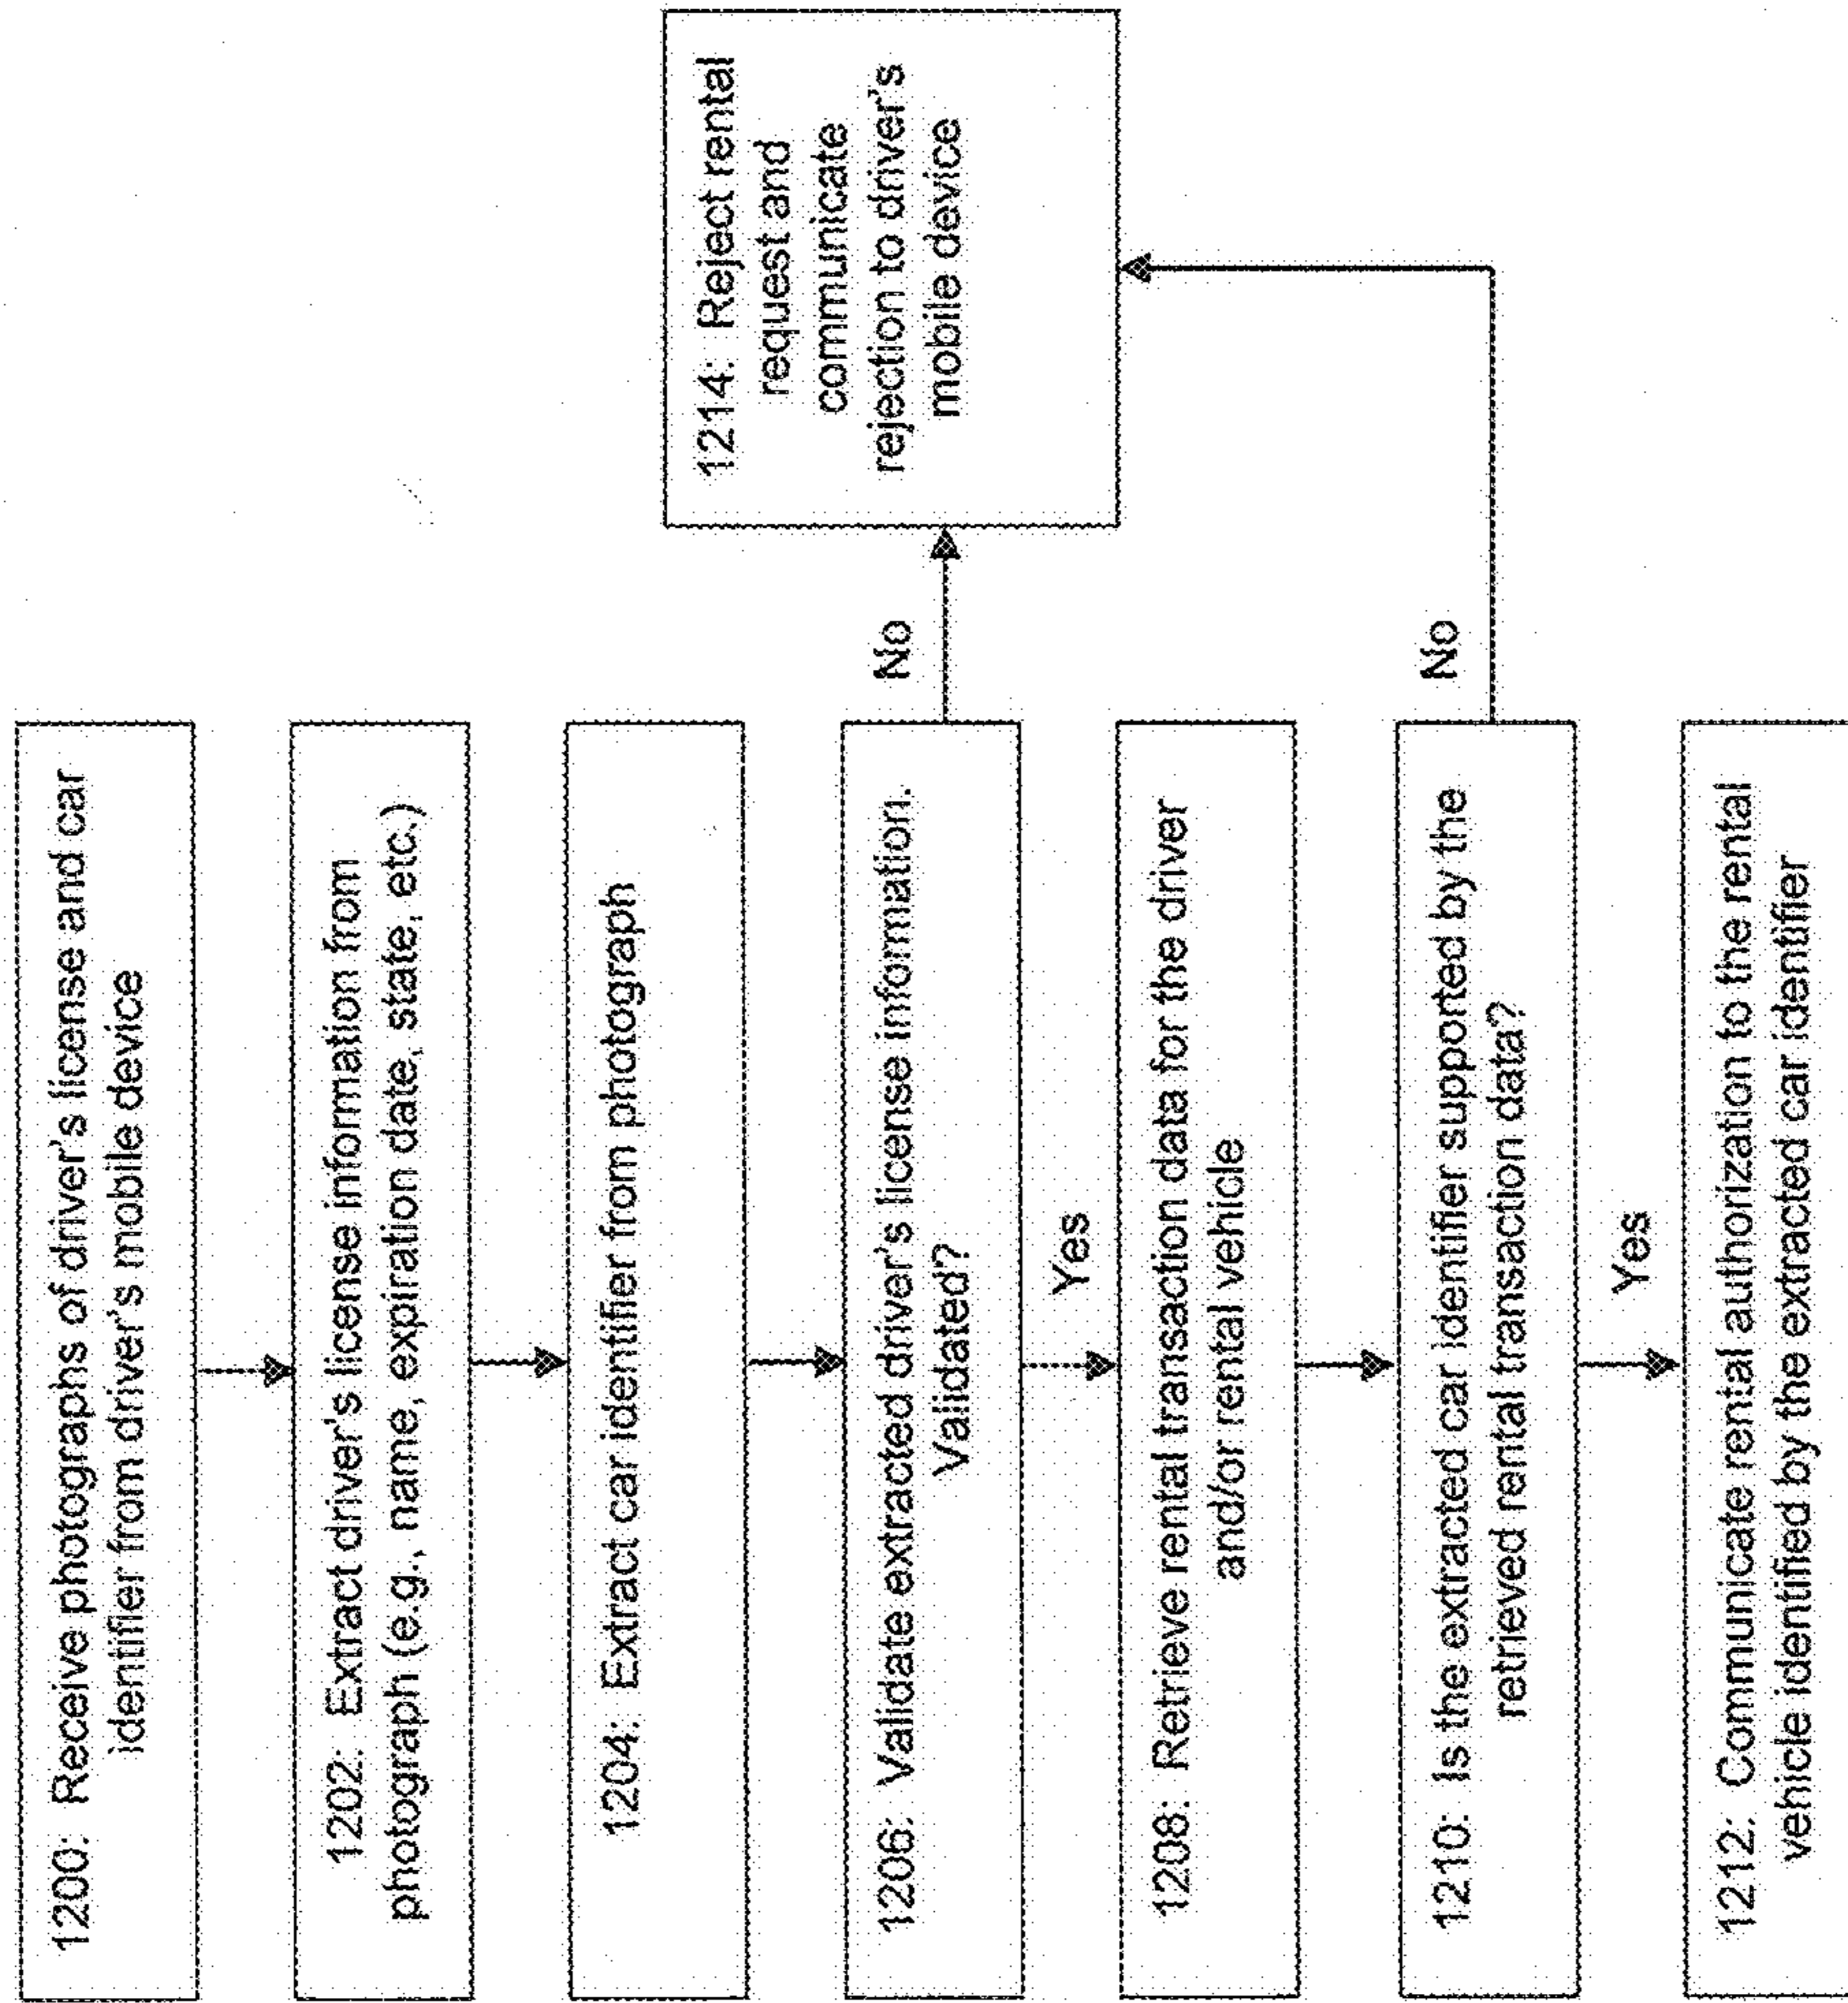 1200: Receive photographs of driver's license and car
identifier from driver's mobile device
1202: Extract driver's license information from
photograph (e.g., name, expiration date, state, etc.)
1204: Extract car identifier from photograph
1206: Validate extracted driver's license information.
Validated?
No
Yes
1208: Retrieve rental transaction data for the driver
and/or rental vehicle
1210: Is the extracted car identifier supported by the
retrieved rental transaction data?
No
Yes
1212: Communicate rental authorization to the rental
vehicle identified by the extracted car identifier
1214: Reject rental
request and
communicate
rejection to driver's
mobile device